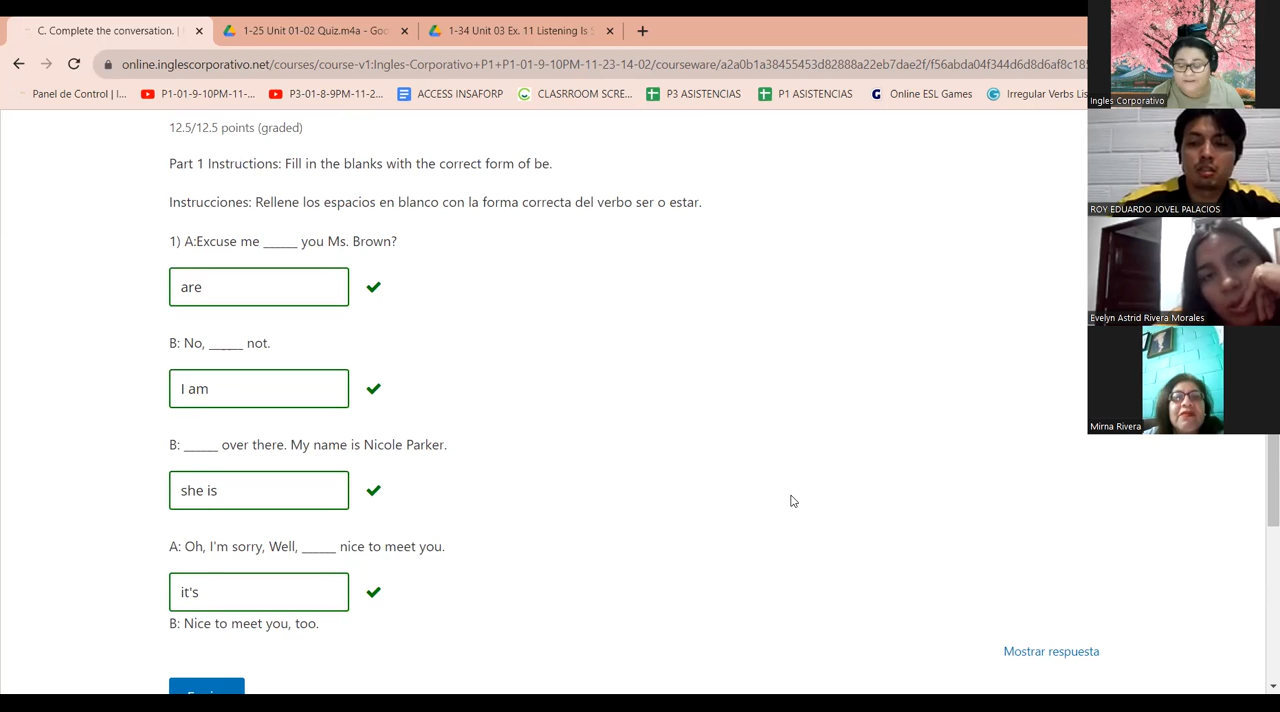 C. Complete the conversation. |
1-25 Unit 01-02 Quiz.m4a - Goo
1-34 Unit 03 Ex. 11 Listening Is S
online.inglescorporativo.net/courses/course-v1:Ingles-Corporativo+P1+P1-01-9-10PM-11-23-14-02/courseware/a2a0b1a38455453d82888a22eb7dae2f/f56abda04f344d6d8d6af8c185
Panel de Control | I...
P1-01-9-10PM-11-...
P3-01-8-9PM-11-2...
ACCESS INSAFORP
CLASRROOM SCRE...
P3 ASISTENCIAS
P1 ASISTENCIAS
Online ESL Games
Irregular Verbs Lis
Ingles Corporativo
ROY EDUARDO JOVEL PALACIOS
Evelyn Astrid Rivera Morales
Mirna Rivera
12.5/12.5 points (graded)
Part 1 Instructions: Fill in the blanks with the correct form of be.
Instrucciones: Rellene los espacios en blanco con la forma correcta del verbo ser o estar.
1) A:Excuse me _____ you Ms. Brown?
are
B: No, _____ not.
I am
B: _____ over there. My name is Nicole Parker.
she is
A: Oh, I'm sorry, Well, _____ nice to meet you.
it's
B: Nice to meet you, too.
Mostrar respuesta